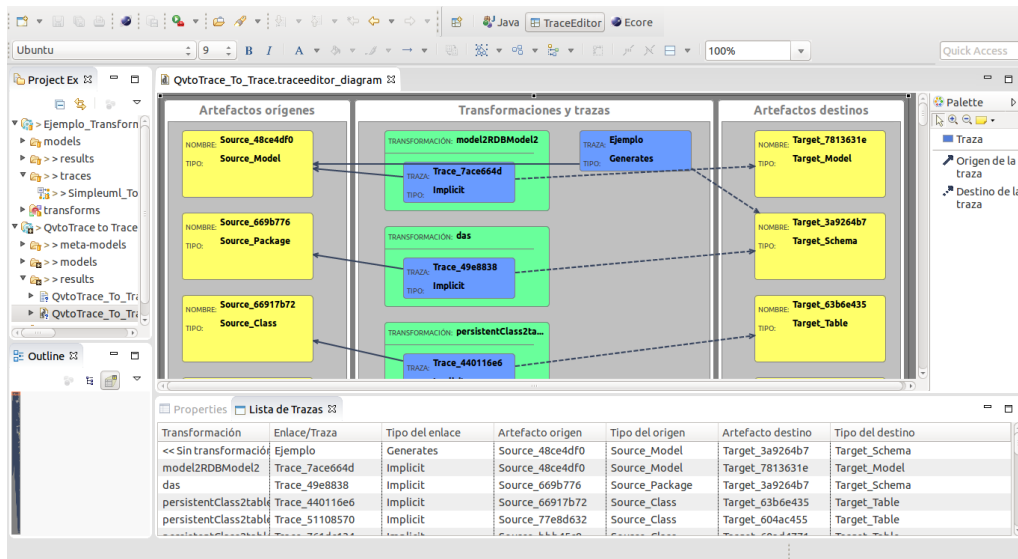 Java TraceEditor Ecore
Ubuntu 9 B I A 100% Quick Access
Project Ex
> Ejemplo_Transforn
models
> > results
> > traces
> > Simpleuml_To
transforms
> QvtoTrace to Trace
> > meta-models
> > models
> > results
QvtoTrace_To_Tra
QvtoTrace_To_Tra
Outline
QvtoTrace_To_Trace.traceeditor_diagram
Artefactos orígenes
NOMBRE: Source_48ce4df0
TIPO: Source_Model
NOMBRE: Source_669b776
TIPO: Source_Package
NOMBRE: Source_66917b72
TIPO: Source_Class
Transformaciones y trazas
TRANSFORMACIÓN: model2RDBModel2
TRAZA: Trace_7ace664d
TIPO: Implicit
TRAZA: Ejemplo
TIPO: Generates
TRANSFORMACIÓN: das
TRAZA: Trace_49e8838
TIPO: Implicit
TRANSFORMACIÓN: persistentClass2ta...
TRAZA: Trace_440116e6
Artefactos destinos
NOMBRE: Target_7813631e
TIPO: Target_Model
NOMBRE: Target_3a9264b7
TIPO: Target_Schema
NOMBRE: Target_63b6e435
TIPO: Target_Table
Palette
Traza
Origen de la
traza
Destino de la
traza
Properties Lista de Trazas
Transformación Enlace/Traza Tipo del enlace Artefacto origen Tipo del origen Artefacto destino Tipo del destino
<< Sin transformación Ejemplo Generates Source_48ce4df0 Source_Model Target_3a9264b7 Target_Schema
model2RDBModel2 Trace_7ace664d Implicit Source_48ce4df0 Source_Model Target_7813631e Target_Model
das Trace_49e8838 Implicit Source_669b776 Source_Package Target_3a9264b7 Target_Schema
persistentClass2table Trace_440116e6 Implicit Source_66917b72 Source_Class Target_63b6e435 Target_Table
persistentClass2table Trace_51108570 Implicit Source_77e8d632 Source_Class Target_604ac455 Target_Table